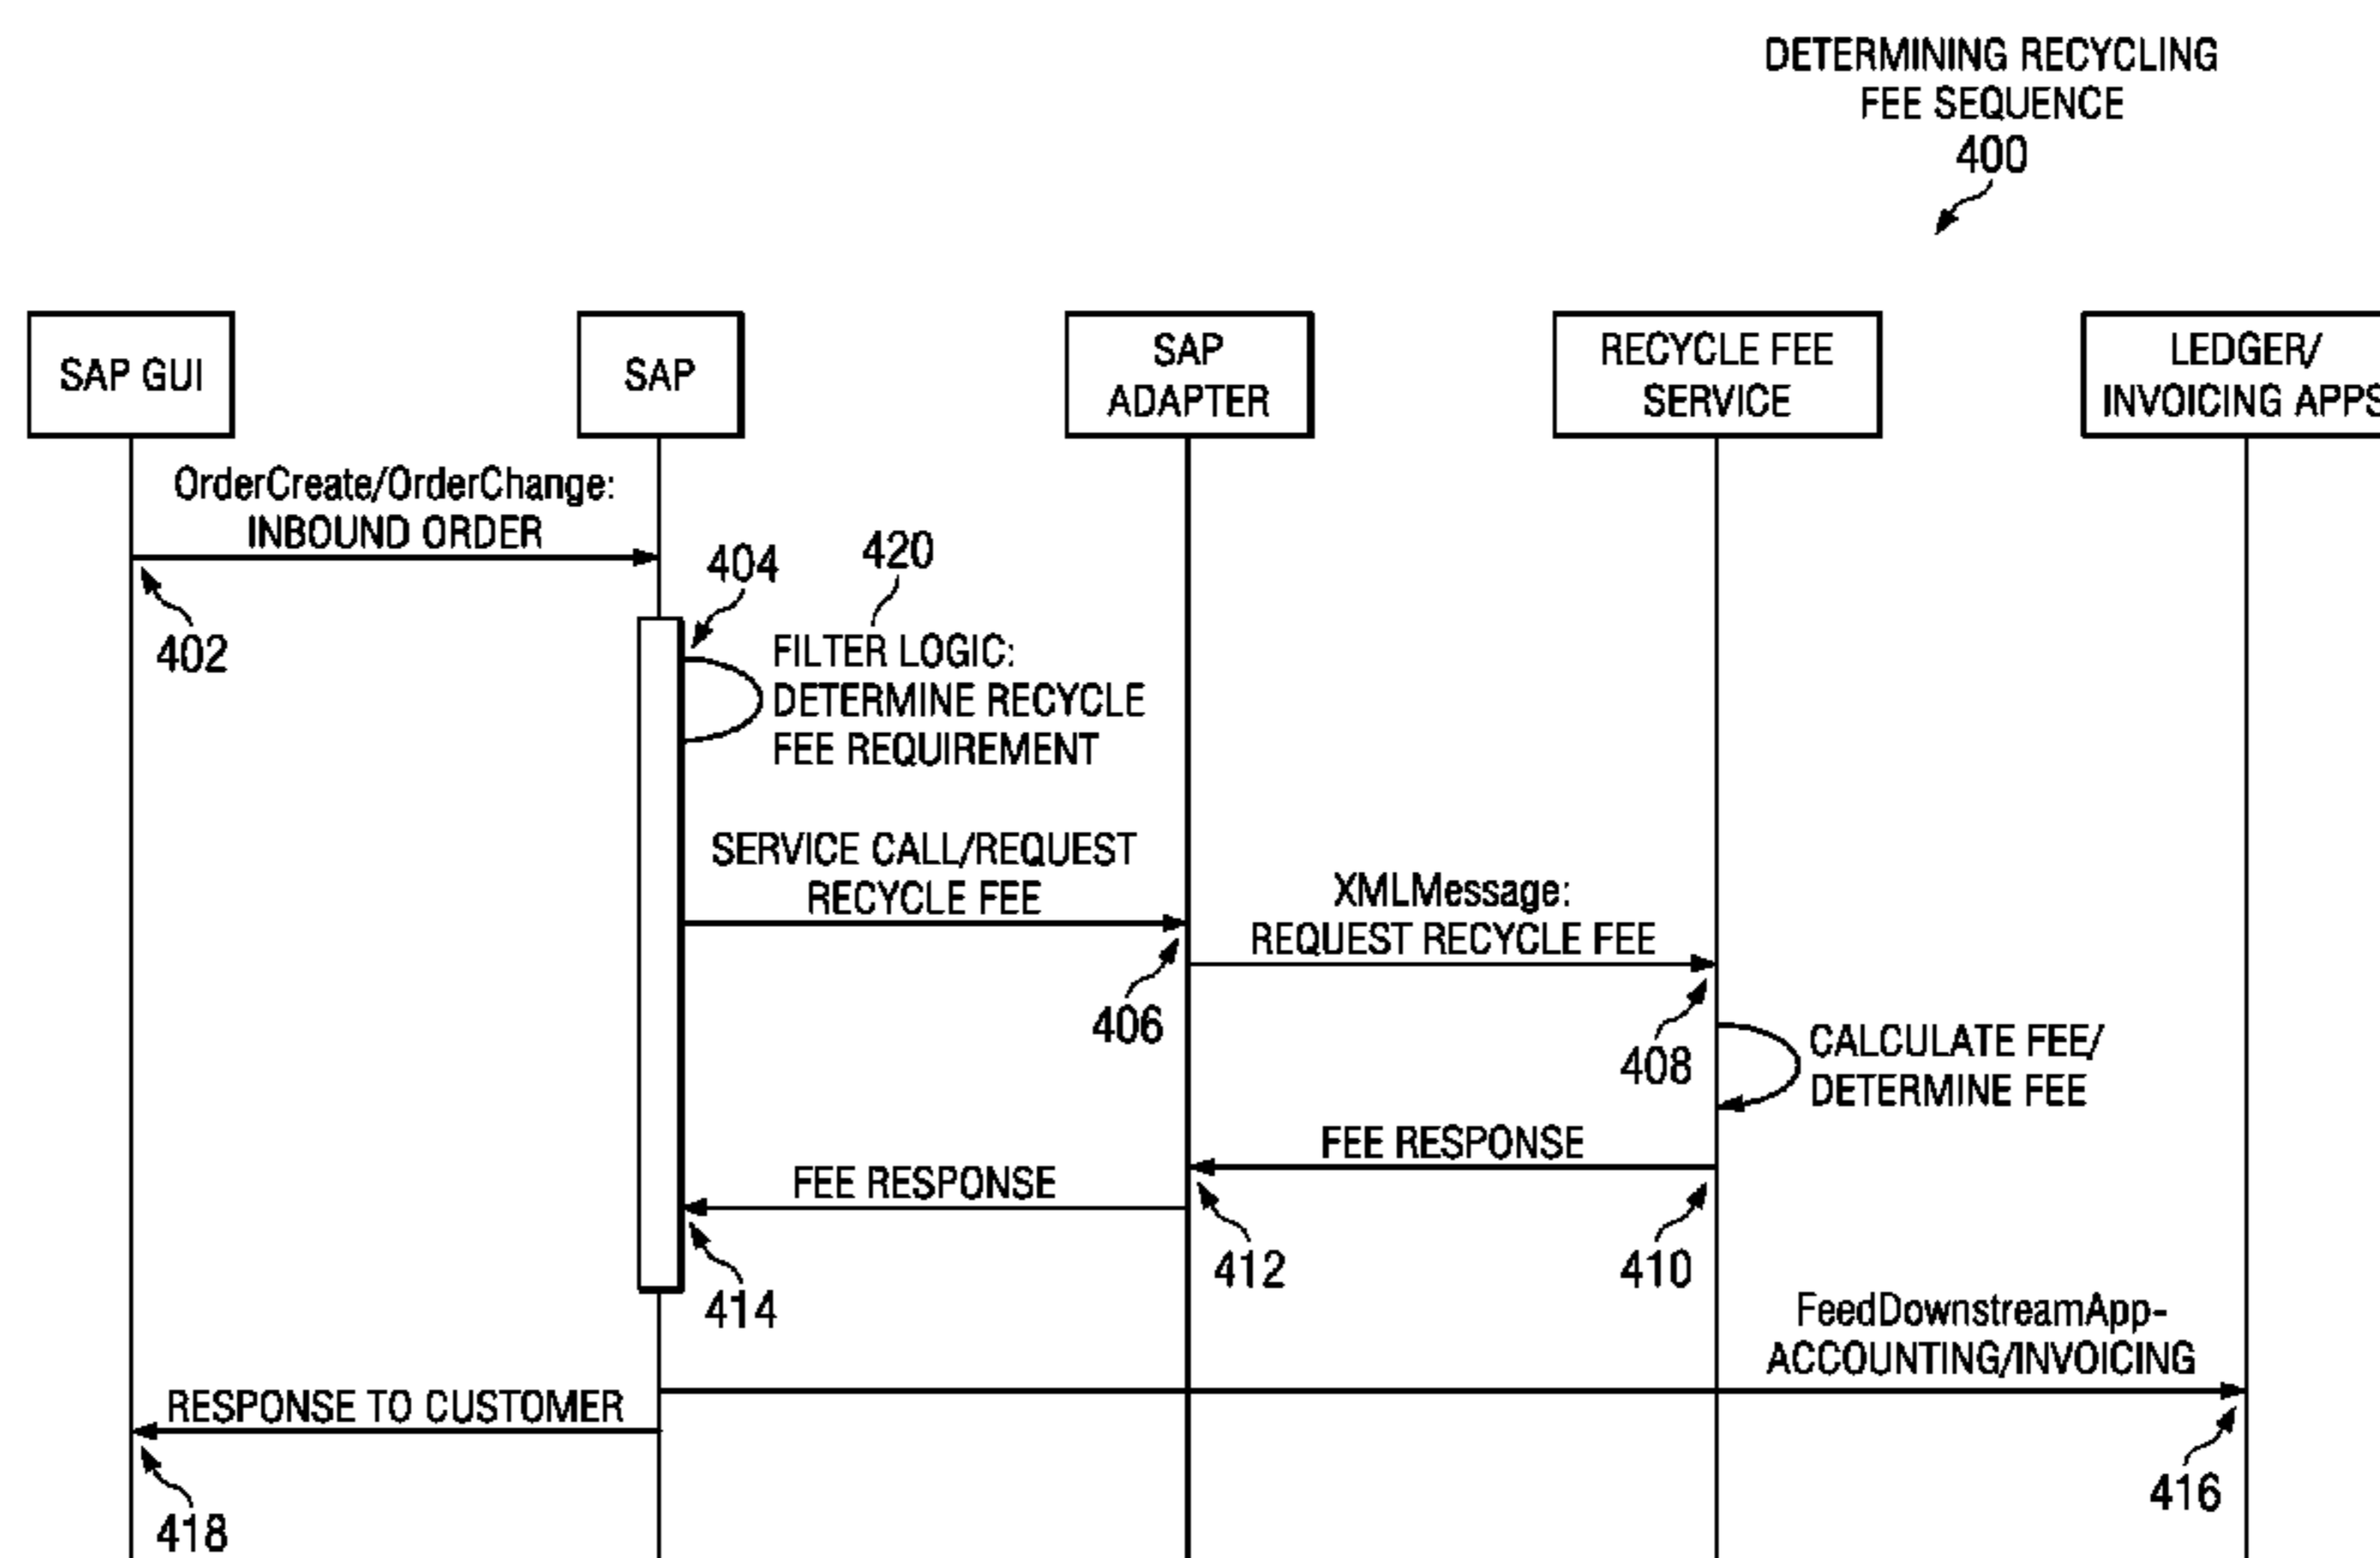 DETERMINING RECYCLING
FEE SEQUENCE
400
SAP GUI
SAP
SAP
ADAPTER
RECYCLE FEE
SERVICE
LEDGER/
INVOICING APPS
OrderCreate/OrderChange:
INBOUND ORDER
402
404
420
FILTER LOGIC:
DETERMINE RECYCLE
FEE REQUIREMENT
SERVICE CALL/REQUEST
RECYCLE FEE
406
XMLMessage:
REQUEST RECYCLE FEE
408
CALCULATE FEE/
DETERMINE FEE
FEE RESPONSE
410
412
FEE RESPONSE
414
FeedDownstreamApp-
ACCOUNTING/INVOICING
416
RESPONSE TO CUSTOMER
418